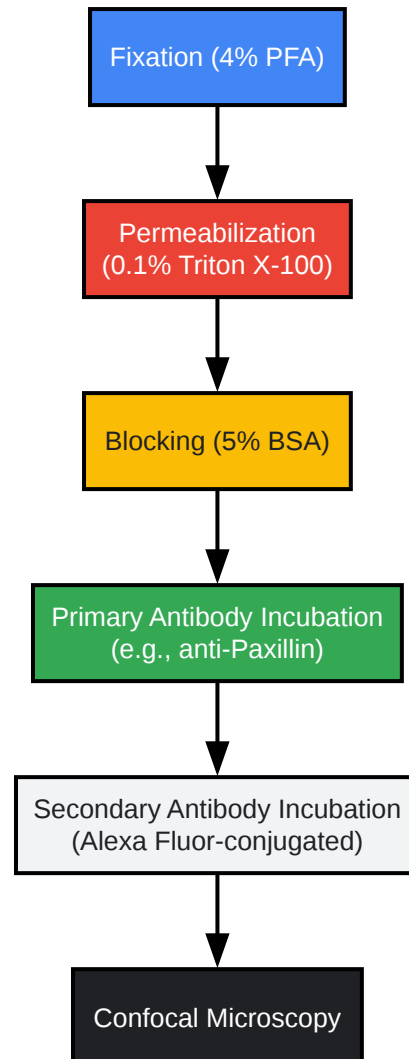 Fixation (4% PFA)
Permeabilization
(0.1% Triton X-100)
Blocking (5% BSA)
Primary Antibody Incubation
(e.g., anti-Paxillin)
Secondary Antibody Incubation
(Alexa Fluor-conjugated)
Confocal Microscopy